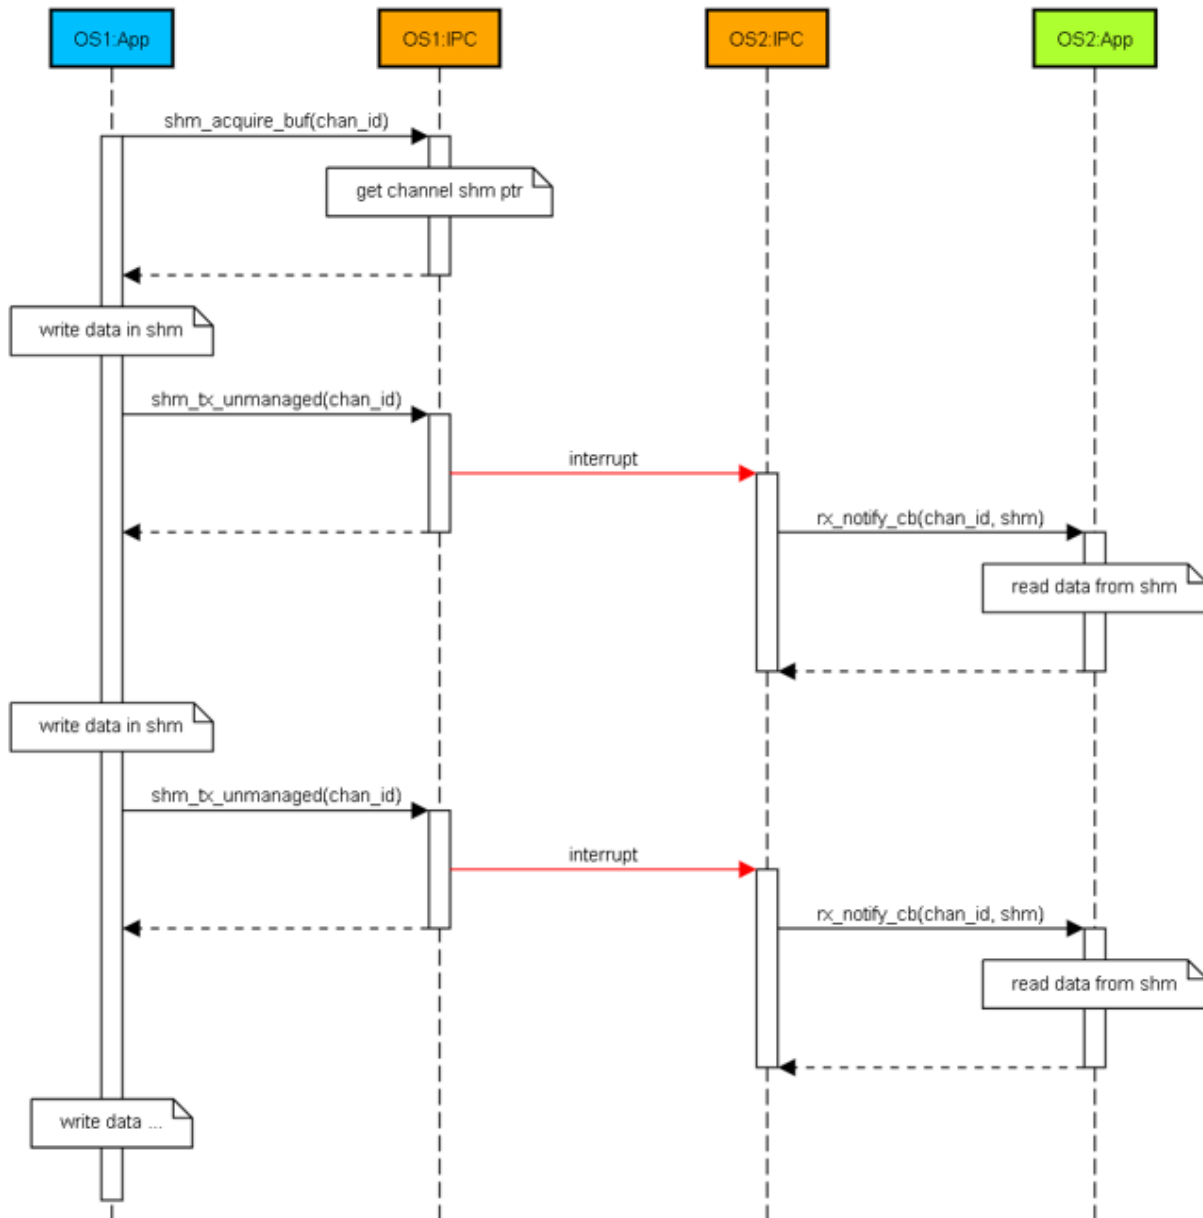 OS1:App
OS1:IPC
OS2:IPC
OS2:App
shm_acquire_buf(chan_id)
get channel shm ptr
write data in shm
shm_tx_unmanaged(chan_id)
interrupt
rx_notify_cb(chan_id, shm)
read data from shm
write data in shm
shm_tx_unmanaged(chan_id)
interrupt
rx_notify_cb(chan_id, shm)
read data from shm
write data ...